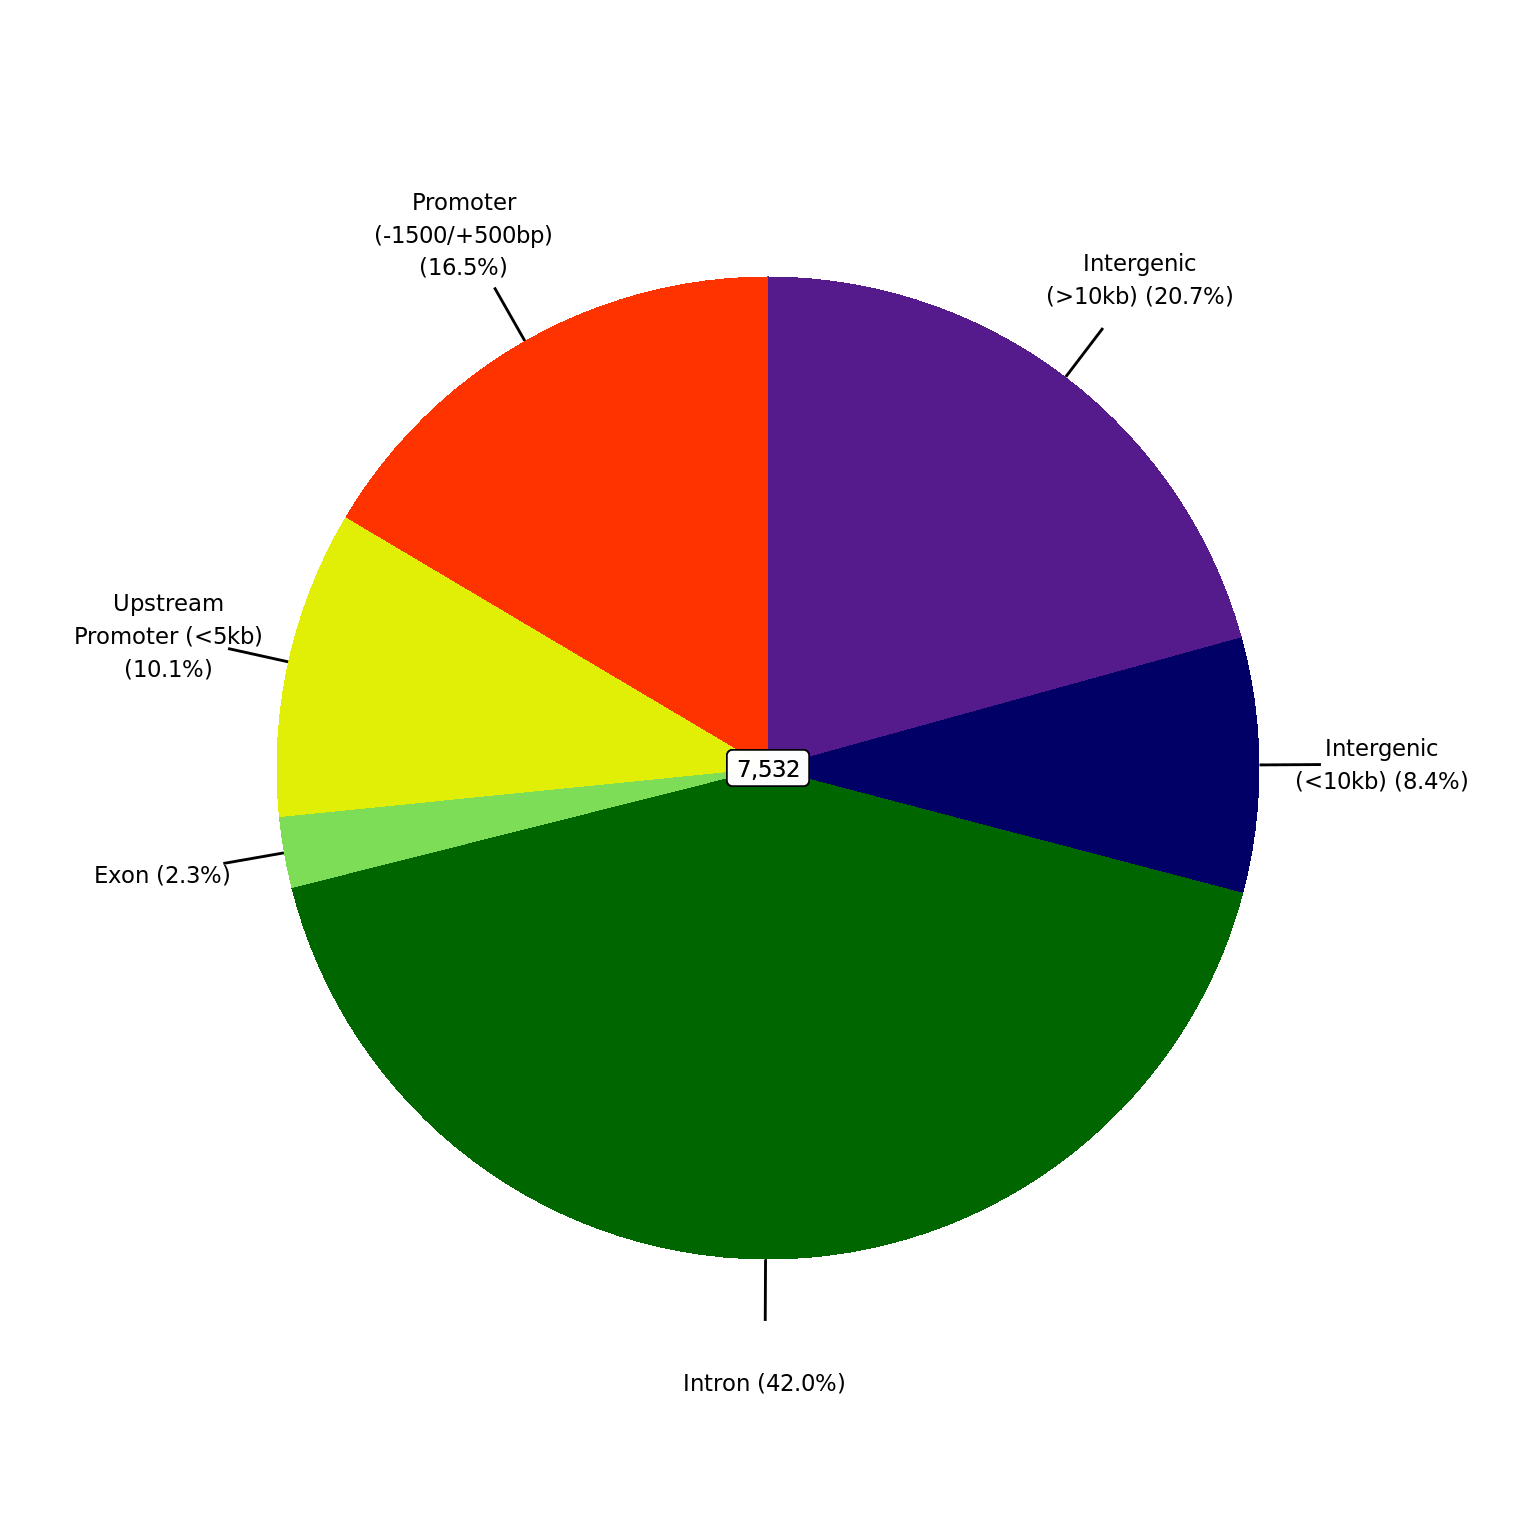 Promoter
(-1500/+500bp)
(16.5%)
Intergenic
(>10kb) (20.7%)
Upstream
Promoter (<5kb)
(10.1%)
Intergenic
(<10kb) (8.4%)
7,532
Exon (2.3%)
Intron (42.0%)